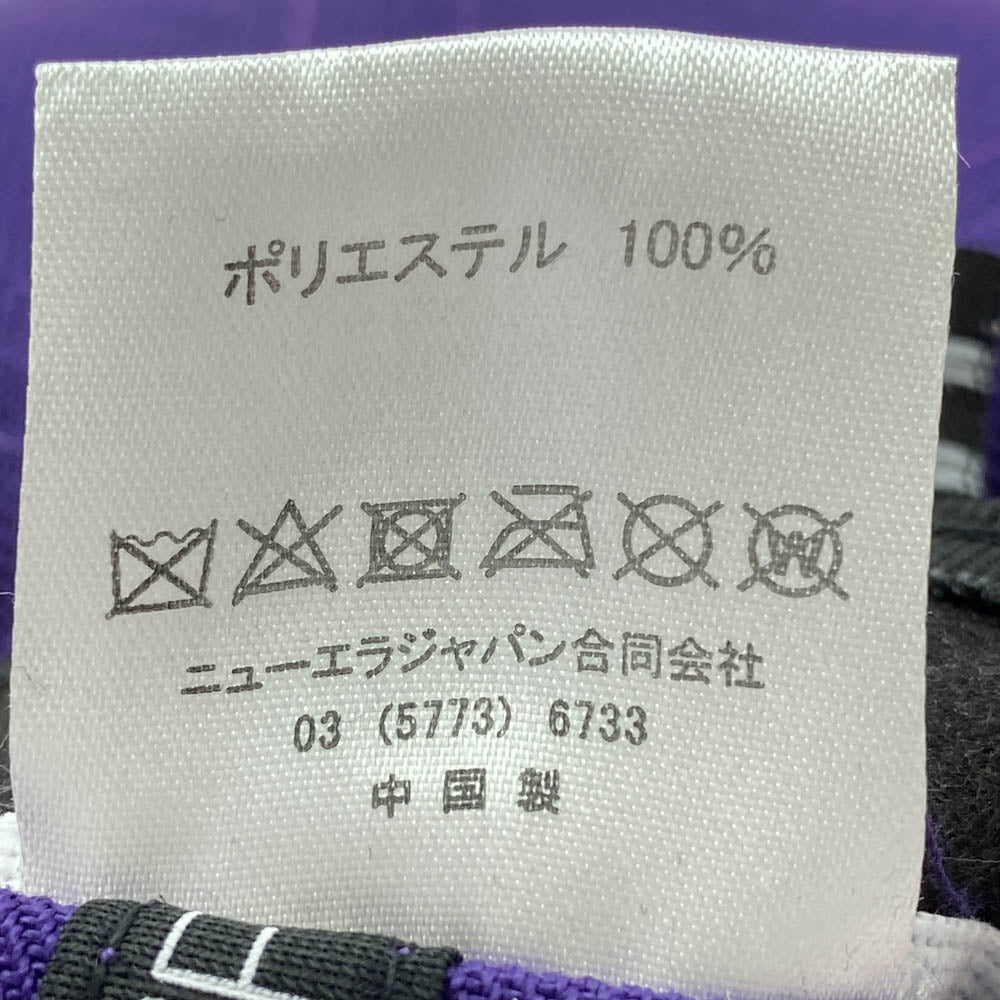 ポリエステル 100%
W
ニューエラジャパン合同会社
03 (5773) 6733
中国製